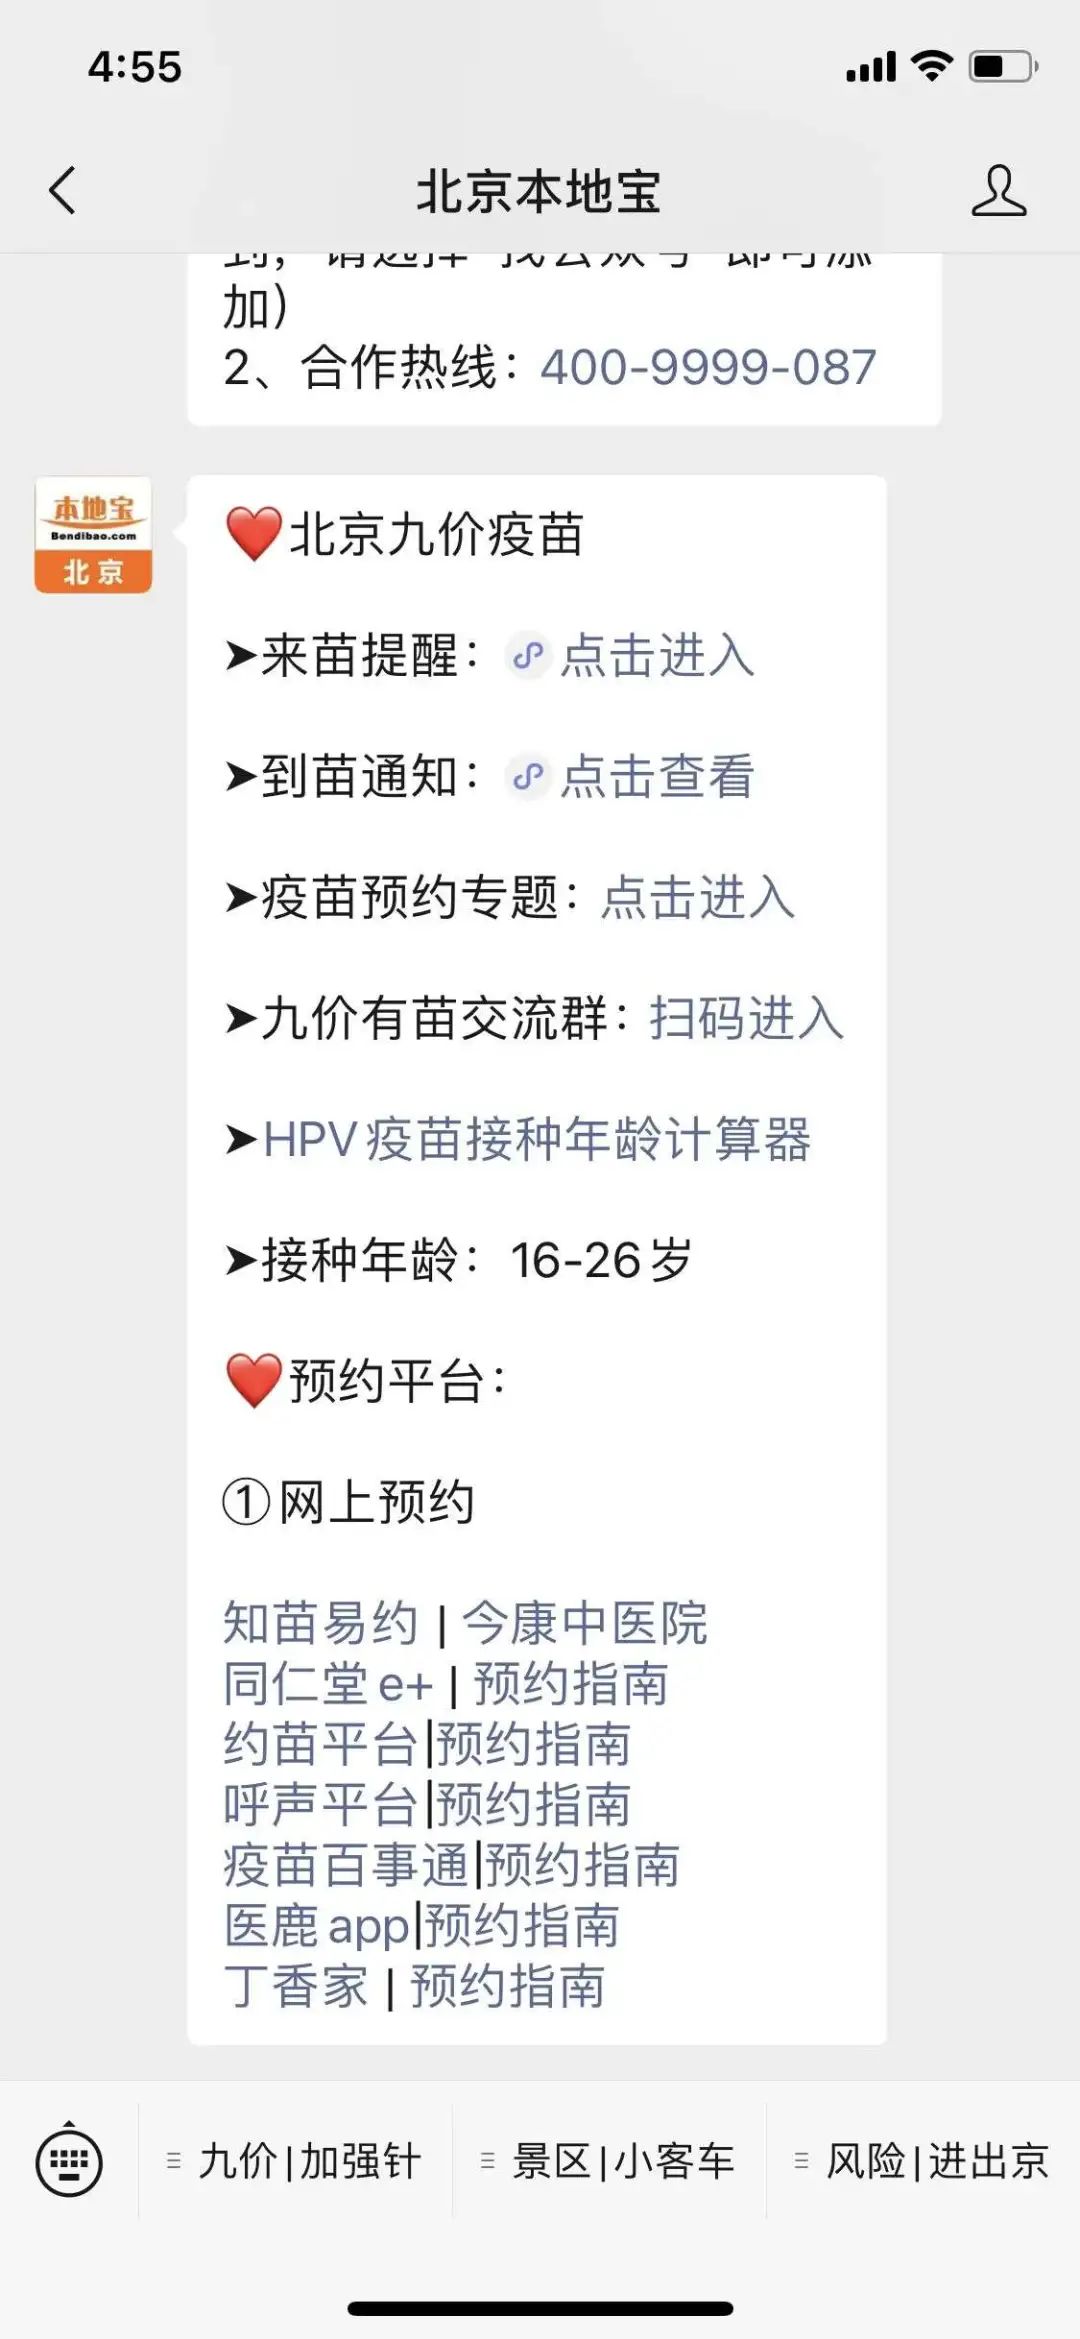 4:55
北京本地宝
加)
2、合作热线：400-9999-087
本地宝
Bendibao.com
北京
❤️北京九价疫苗
➤来苗提醒：点击进入
➤到苗通知：点击查看
➤疫苗预约专题：点击进入
➤九价有苗交流群：扫码进入
➤HPV疫苗接种年龄计算器
➤接种年龄：16-26岁
❤️预约平台：
①网上预约
知苗易约 | 今康中医院
同仁堂e+ | 预约指南
约苗平台|预约指南
呼声平台|预约指南
疫苗百事通|预约指南
医鹿app|预约指南
丁香家 | 预约指南
九价|加强针
景区|小客车
风险|进出京